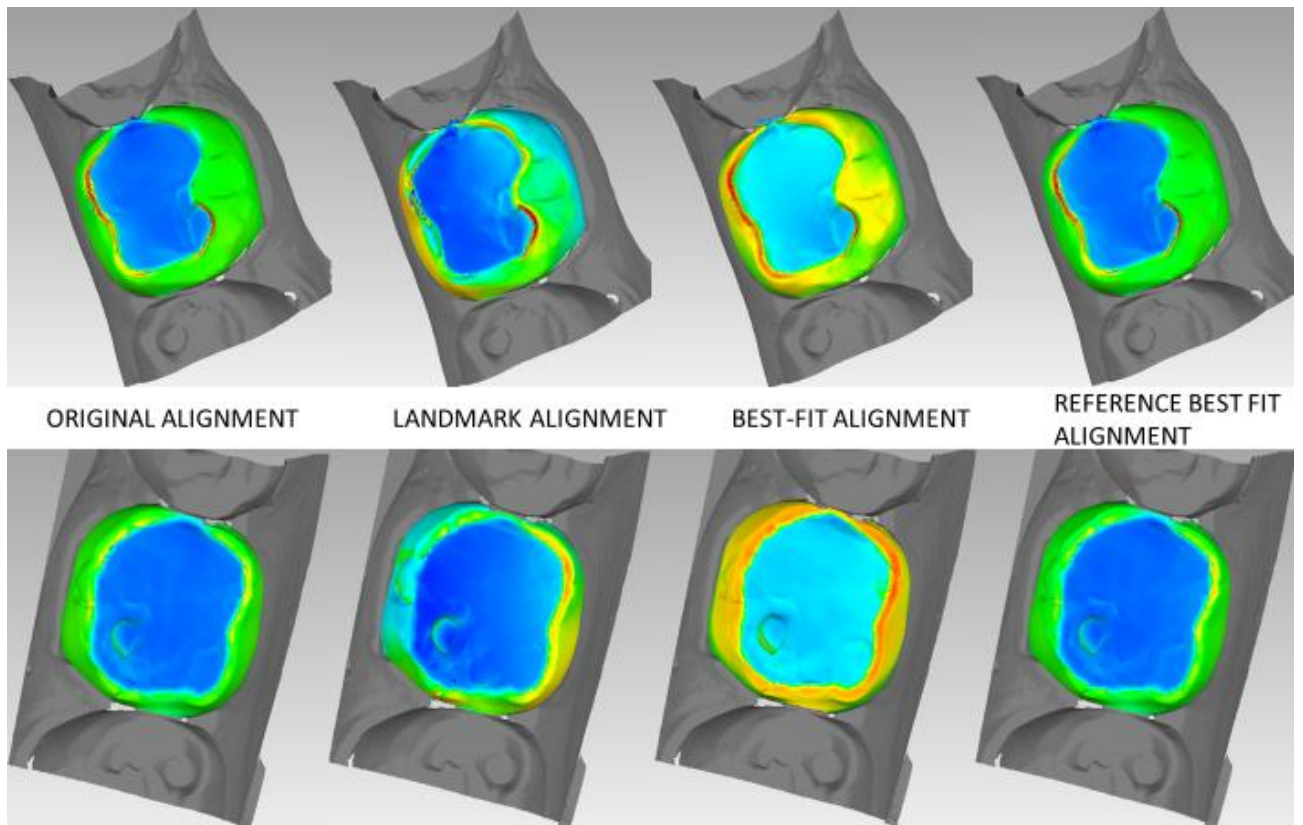 ORIGINAL ALIGNMENT
LANDMARK ALIGNMENT
BEST-FIT ALIGNMENT
REFERENCE BEST FIT
ALIGNMENT